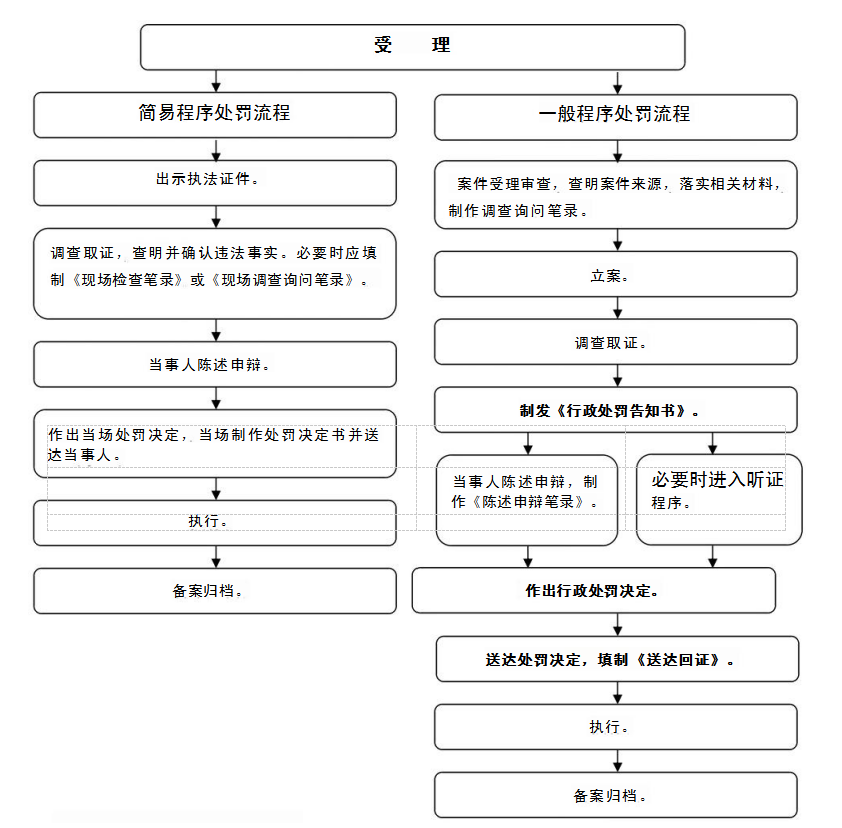 受 理
简易程序处罚流程
出示执法证件。
调查取证，查明并确认违法事实。必要时应填
制《现场检查笔录》或《现场调查询问笔录》。
当事人陈述申辩。
作出当场处罚决定，当场制作处罚决定书并送
达当事人。
执行。
备案归档。
一般程序处罚流程
案件受理审查，查明案件来源，落实相关材料，
制作调查询问笔录。
立案。
调查取证。
制发《行政处罚告知书》。
当事人陈述申辩，制
作《陈述申辩笔录》。
必要时进入听证
程序。
作出行政处罚决定。
送达处罚决定，填制《送达回证》。
执行。
备案归档。